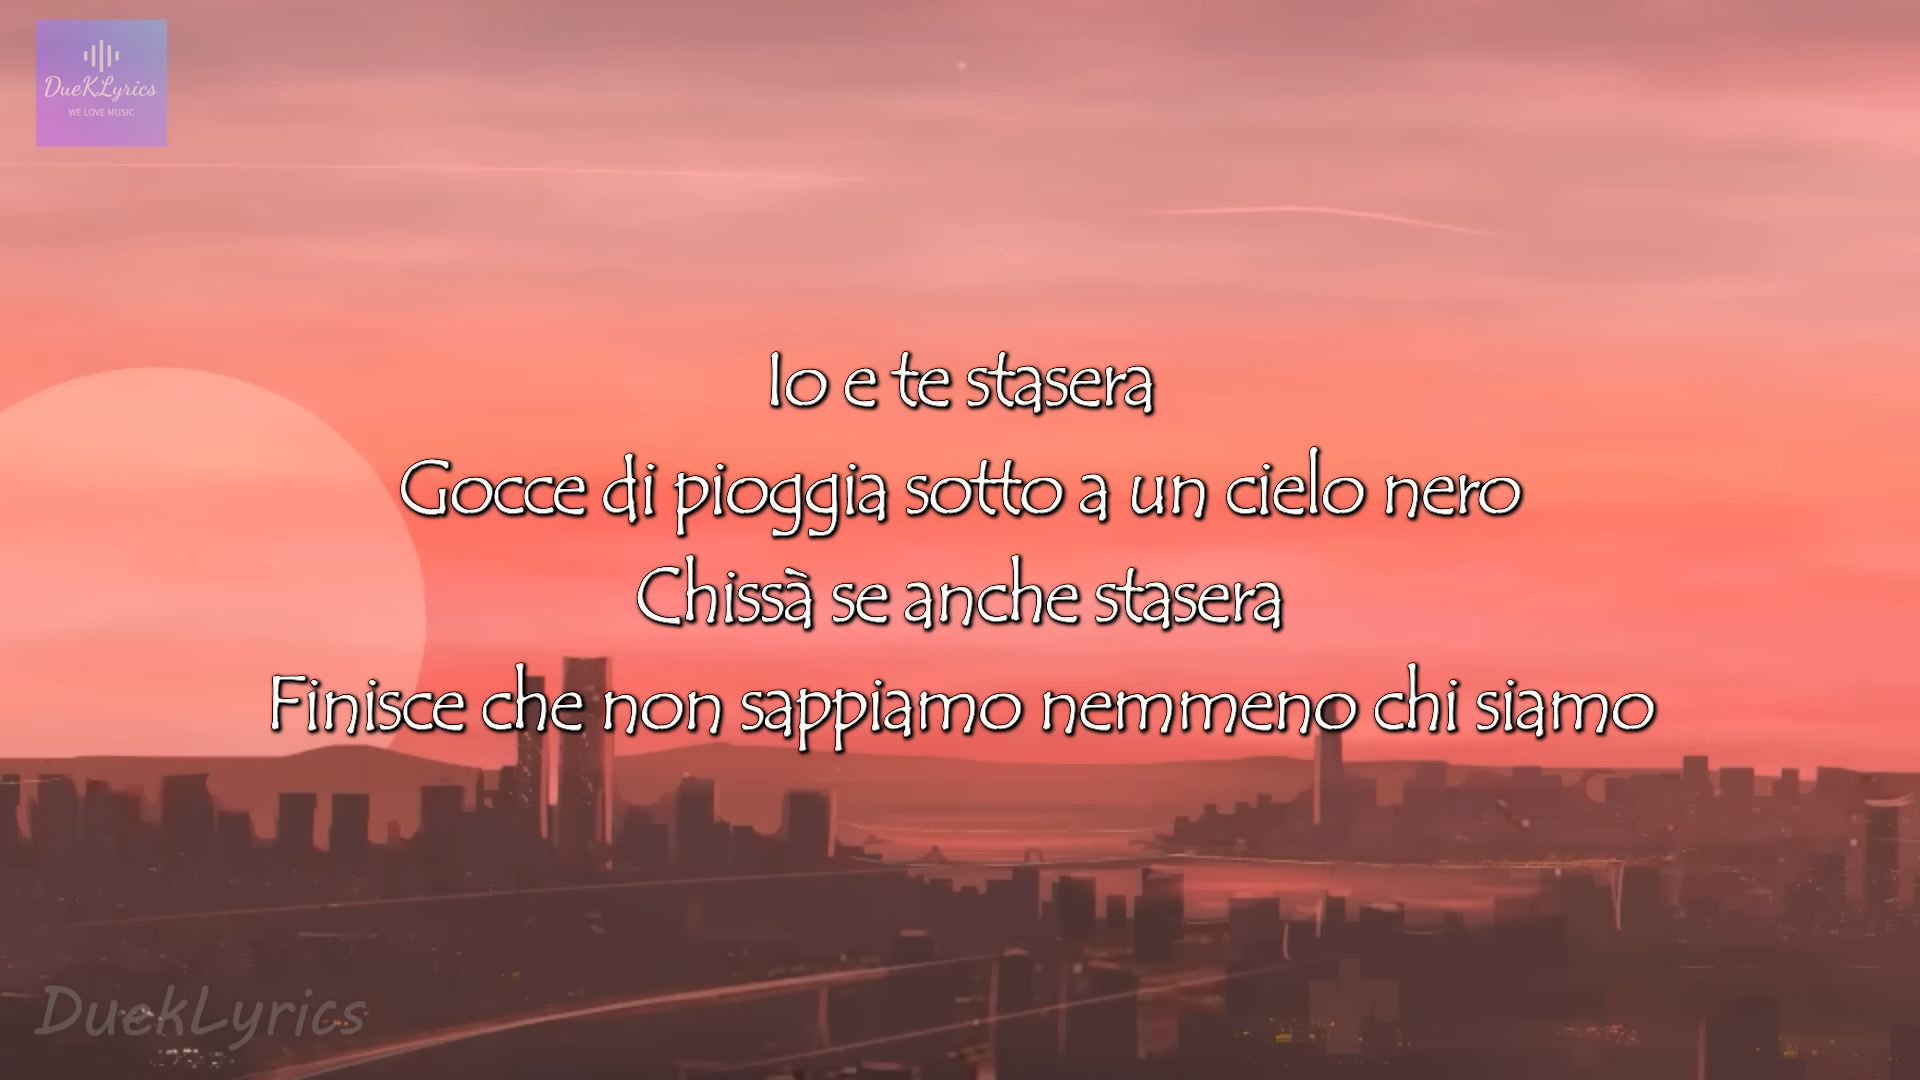 DueKLyrics
WE LOVE MUSIC
Io e te stasera
Gocce di pioggia sotto a un cielo nero
Chissà se anche stasera
Finisce che non sappiamo nemmeno chi siamo
DuekLyrics